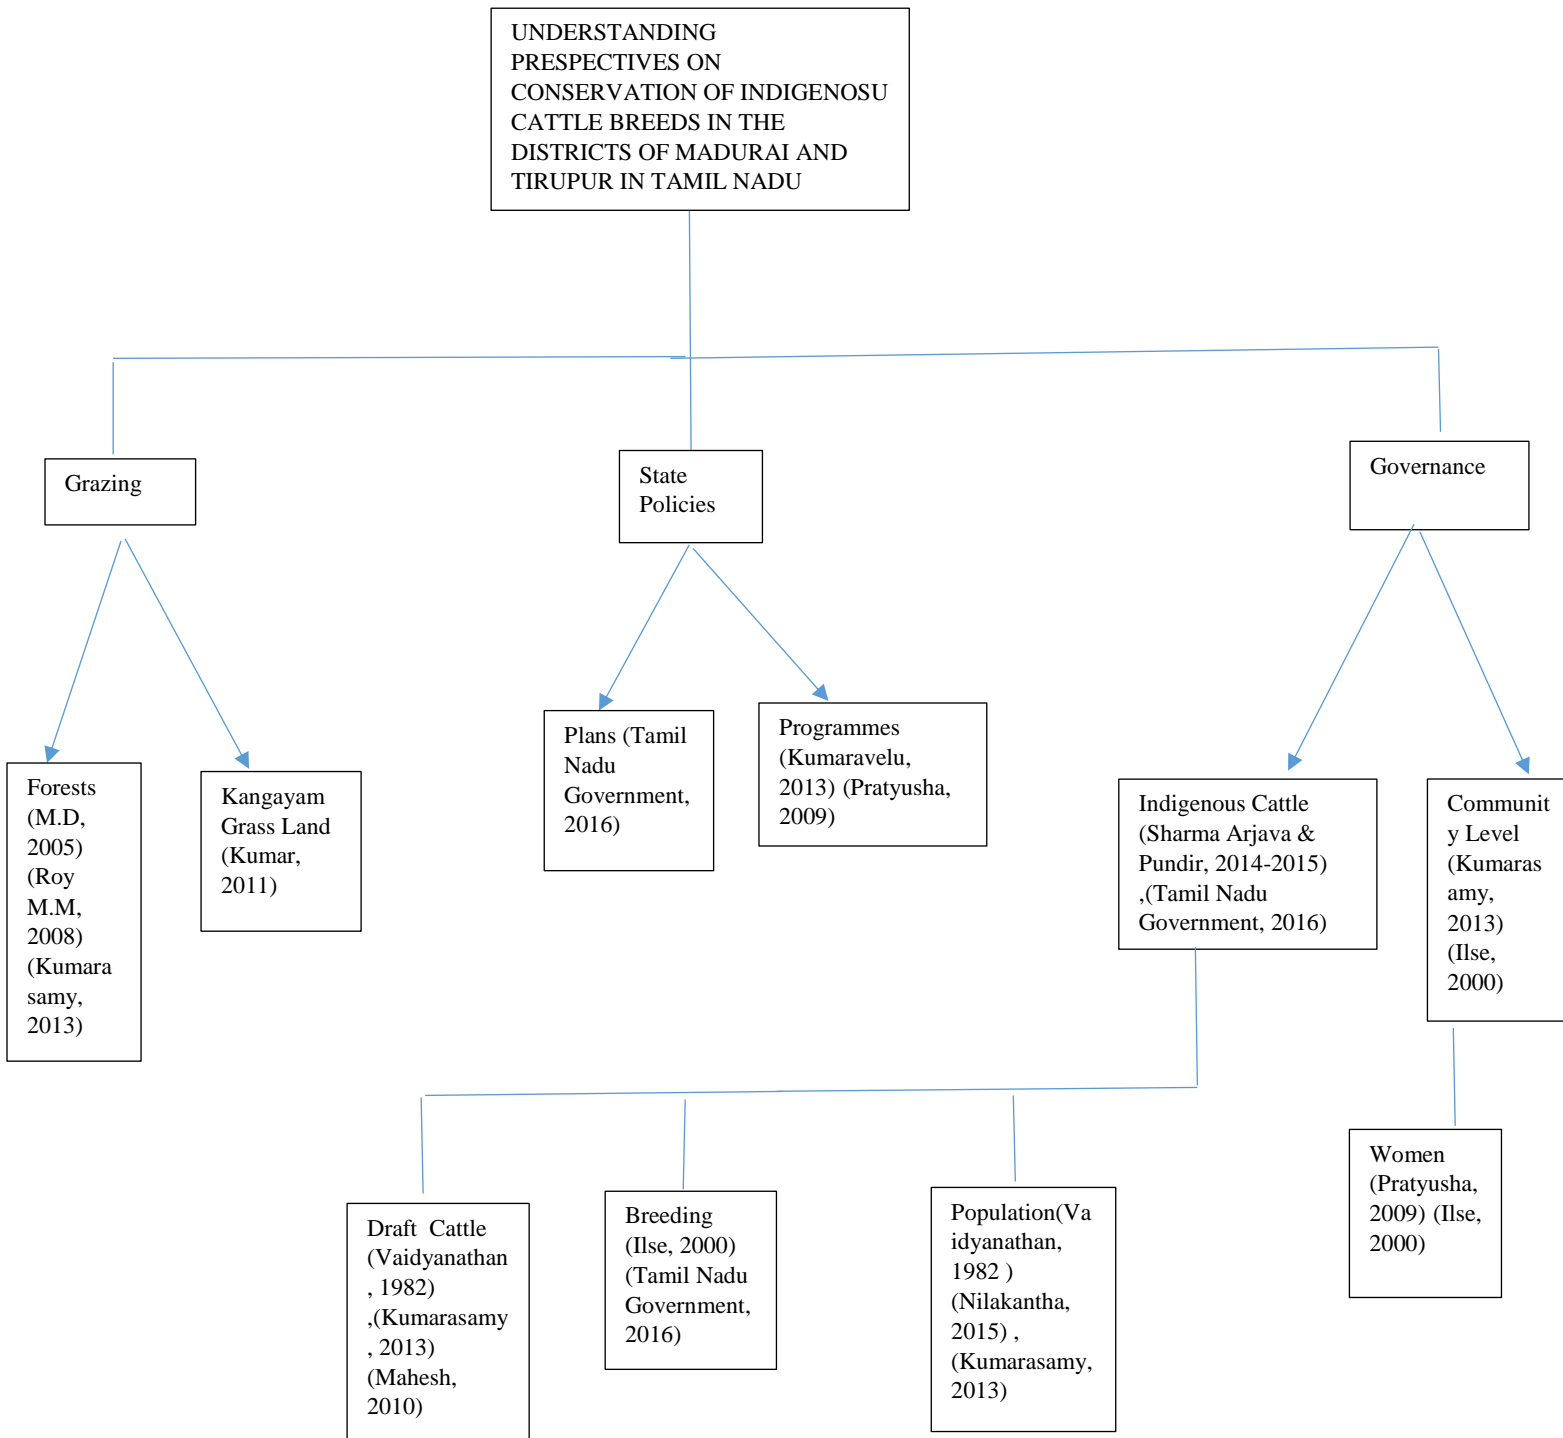 UNDERSTANDING
PRESPECTIVES ON
CONSERVATION OF INDIGENOSU
CATTLE BREEDS IN THE
DISTRICTS OF MADURAI AND
TIRUPUR IN TAMIL NADU
Grazing
State
Policies
Governance
Forests
(M.D,
2005)
(Roy
M.M,
2008)
(Kumara
samy,
2013)
Kangayam
Grass Land
(Kumar,
2011)
Plans (Tamil
Nadu
Government,
2016)
Programmes
(Kumaravelu,
2013) (Pratyusha,
2009)
Indigenous Cattle
(Sharma Arjava &
Pundir, 2014-2015)
,(Tamil Nadu
Government, 2016)
Communit
y Level
(Kumaras
amy,
2013)
(Ilse,
2000)
Draft  Cattle
(Vaidyanathan
, 1982)
,(Kumarasamy
, 2013)
(Mahesh,
2010)
Breeding
(Ilse, 2000)
(Tamil Nadu
Government,
2016)
Population(Va
idyanathan,
1982 )
(Nilakantha,
2015) ,
(Kumarasamy,
2013)
Women
(Pratyusha,
2009) (Ilse,
2000)